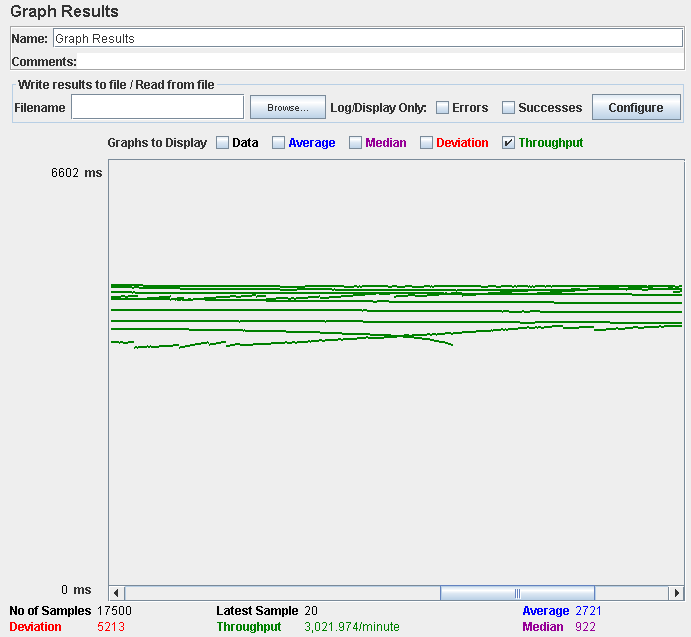 Graph Results
Name: Graph Results
Comments:
Write results to file / Read from file
Filename Browse... Log/Display Only: Errors Successes Configure
Graphs to Display Data Average Median Deviation Throughput
6602 ms
0 ms
No of Samples 17500 Latest Sample 20 Average 2721
Deviation 5213 Throughput 3,021.974/minute Median 922